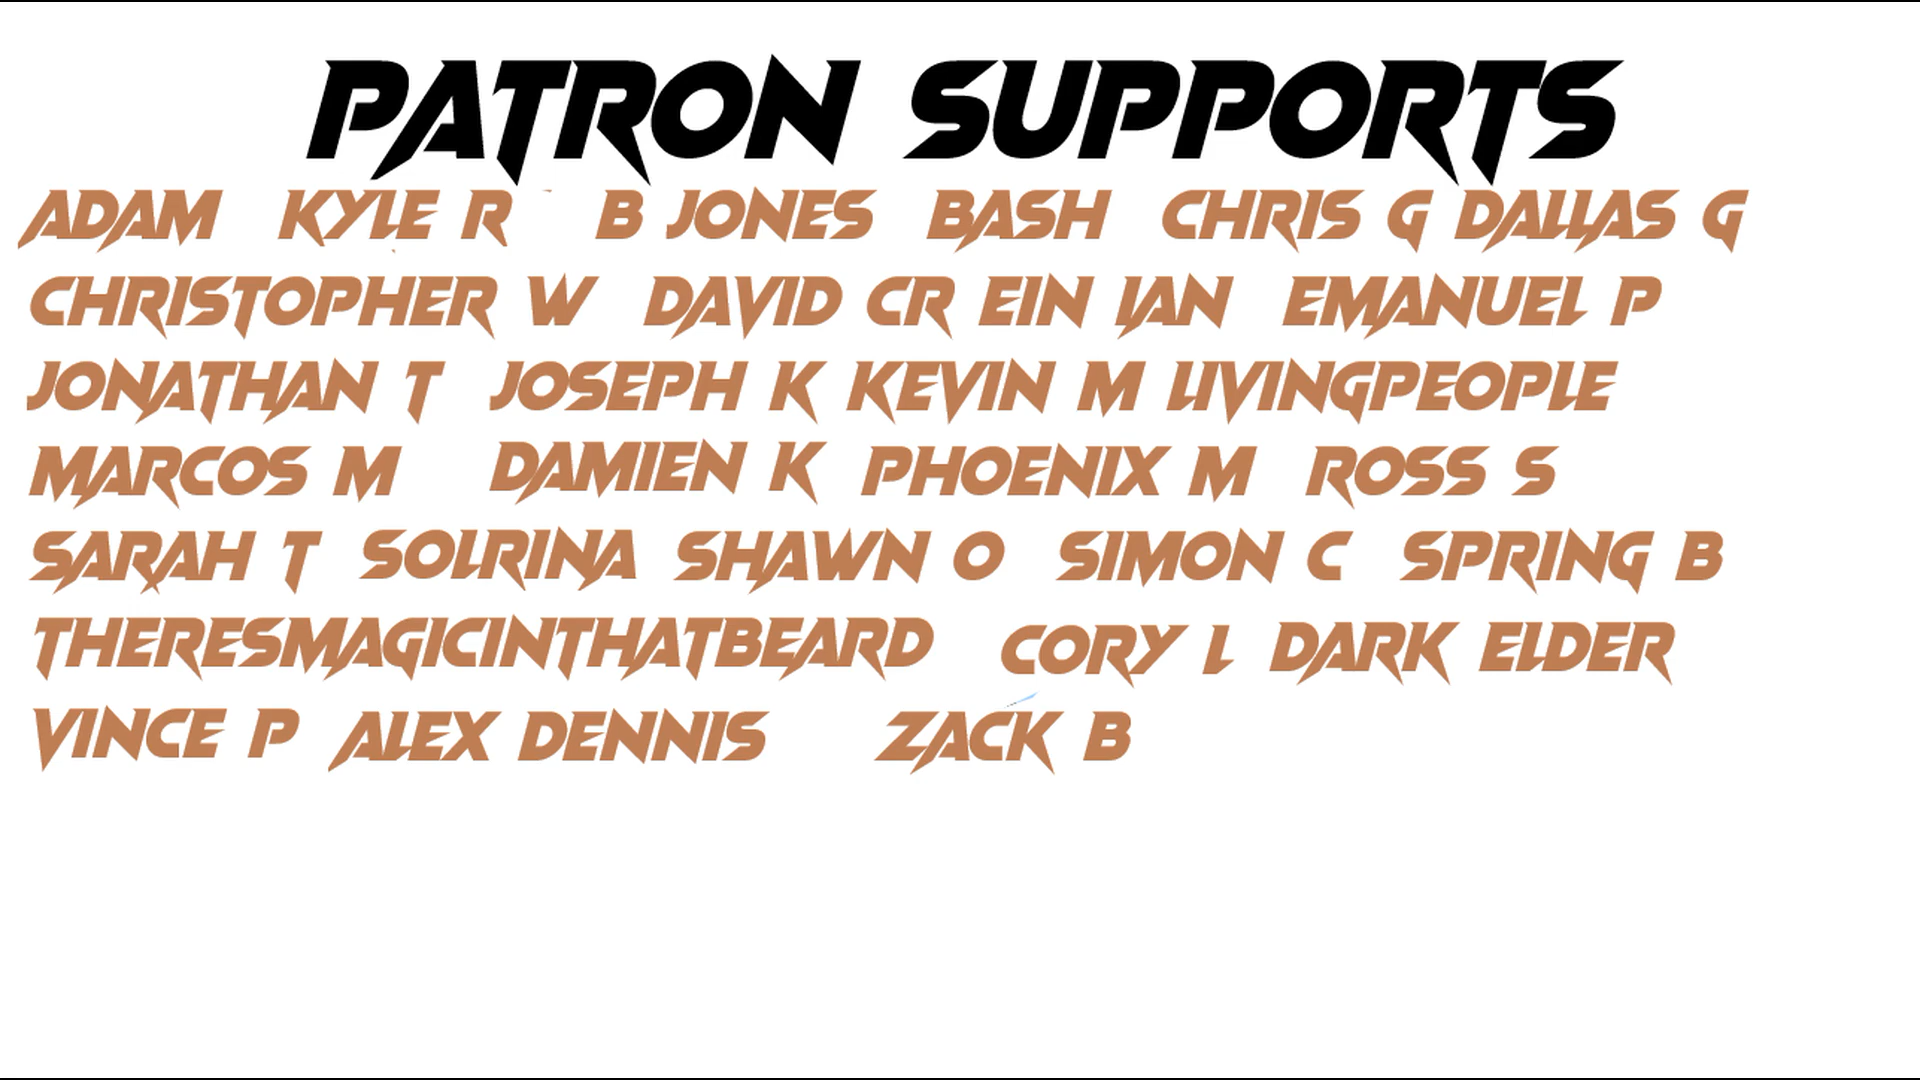 PATRON SUPPORTS
ADAM KYLE R B JONES BASH CHRIS G DALLAS G
CHRISTOPHER W DAVID CR EIN IAN EMANUEL P
JONATHAN T JOSEPH K KEVIN M LIVINGPEOPLE
MARCOS M DAMIEN K PHOENIX M ROSS S
SARAH T SOLRINA SHAWN O SIMON C SPRING B
THERESMAGICINTHATBEARD CORY L DARK ELDER
VINCE P ALEX DENNIS ZACK B